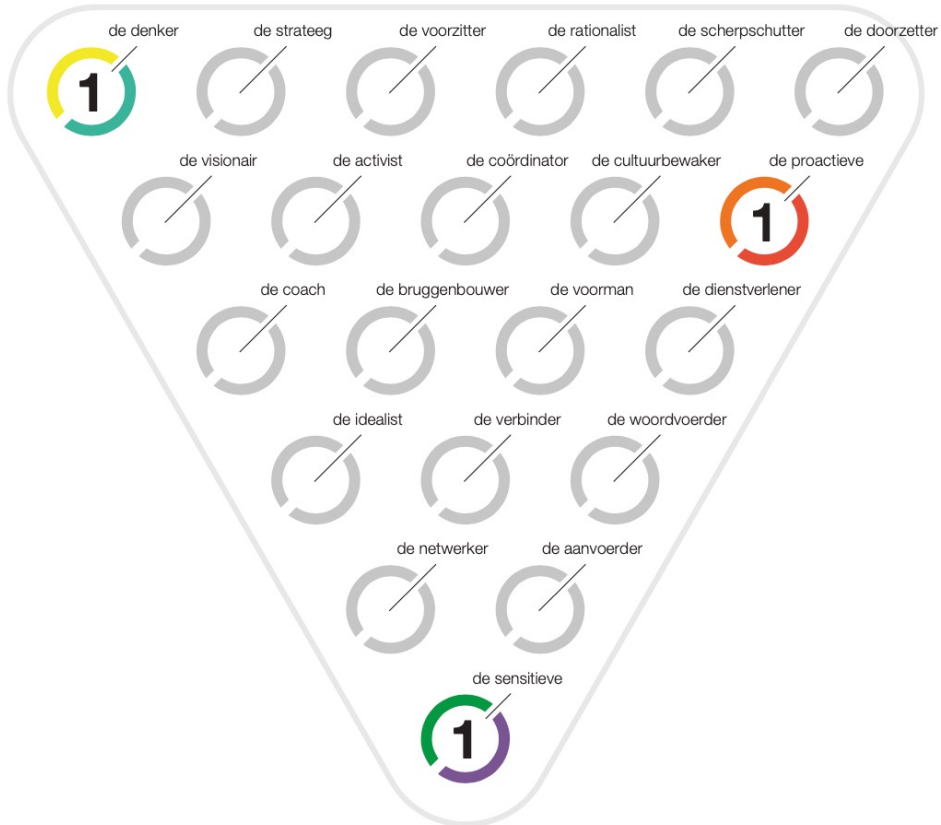 de denker
de strateeg
de voorzitter
de rationalist
de scherpschutter
de doorzetter
1
de visionair
de activist
de coördinator
de cultuurbewaker
de proactieve
1
de coach
de bruggenbouwer
de voorman
de dienstverlener
de idealist
de verbinder
de woordvoerder
de netwerker
de aanvoerder
de sensitieve
1